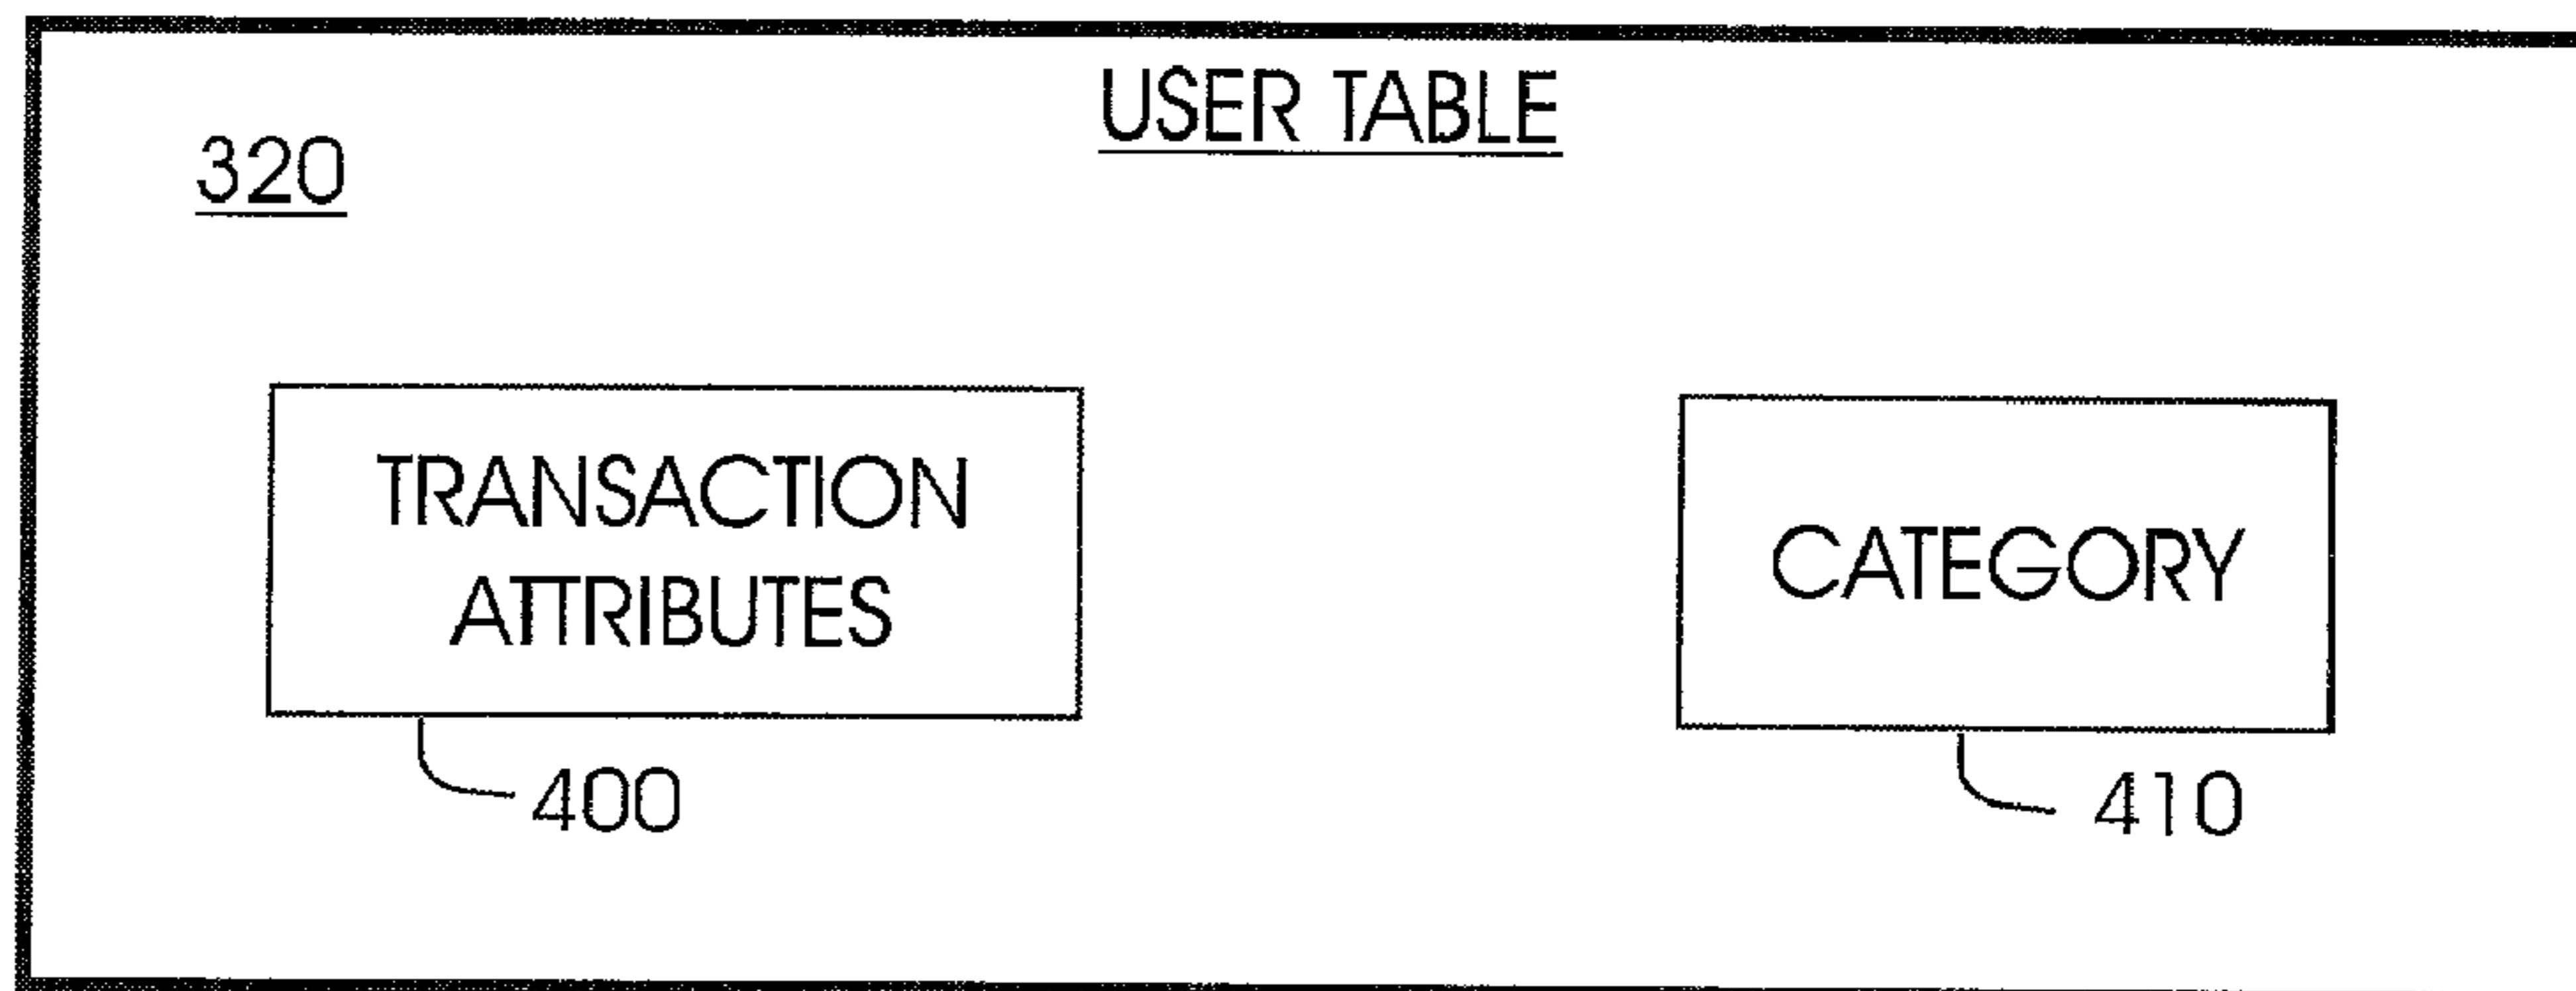 USER TABLE
320
TRANSACTION
ATTRIBUTES
CATEGORY
400
410